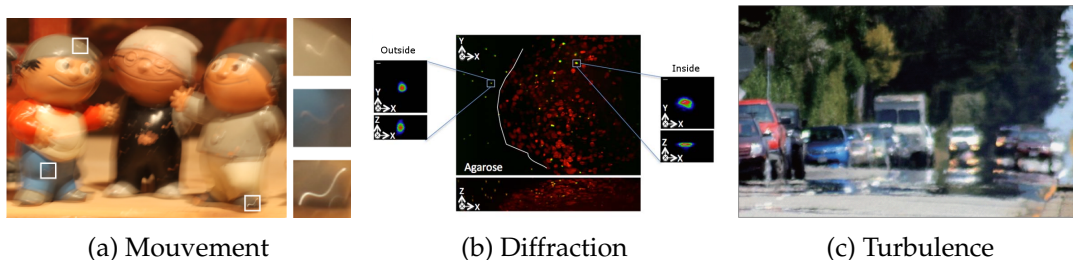 Outside
Y
X
Z
X
Y
X
Agarose
Z
X
Inside
Y
X
Z
X
(a) Mouvement
(b) Diffraction
(c) Turbulence